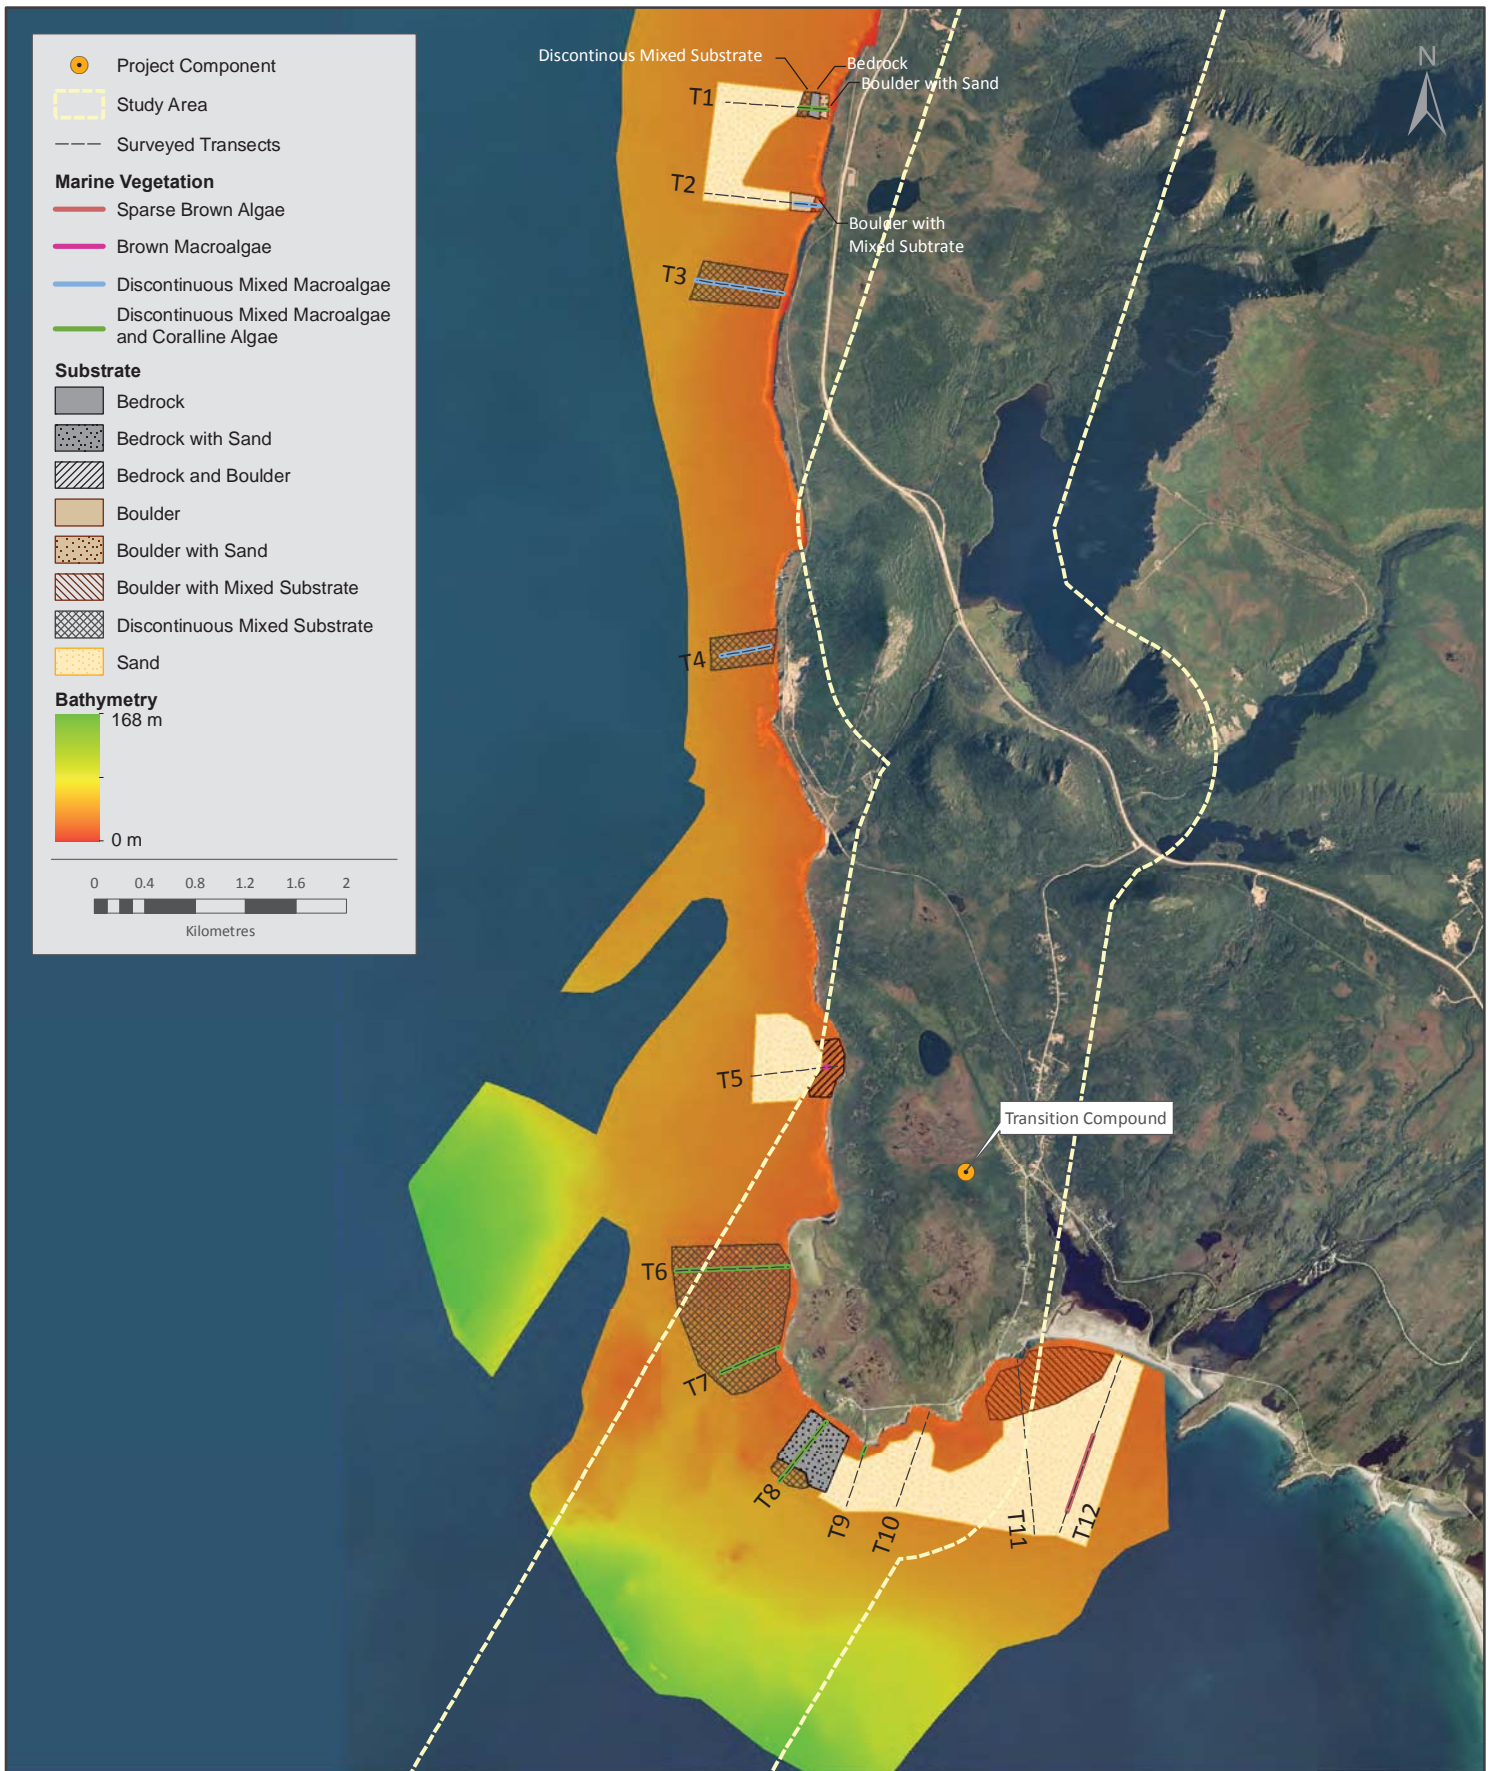 Project Component
Study Area
Surveyed Transects
Marine Vegetation
Sparse Brown Algae
Brown Macroalgae
Discontinuous Mixed Macroalgae
Discontinuous Mixed Macroalgae
and Coralline Algae
Substrate
Bedrock
Bedrock with Sand
Bedrock and Boulder
Boulder
Boulder with Sand
Boulder with Mixed Substrate
Discontinuous Mixed Substrate
Sand
Bathymetry
168 m
0 m
0 0.4 0.8 1.2 1.6 2
Kilometres
N
Discontinous Mixed Substrate
Bedrock
Boulder with Sand
T1
T2
Boulder with
Mixed Subtrate
T3
T4
T5
Transition Compound
T6
T7
T8
T9
T10
T11
T12